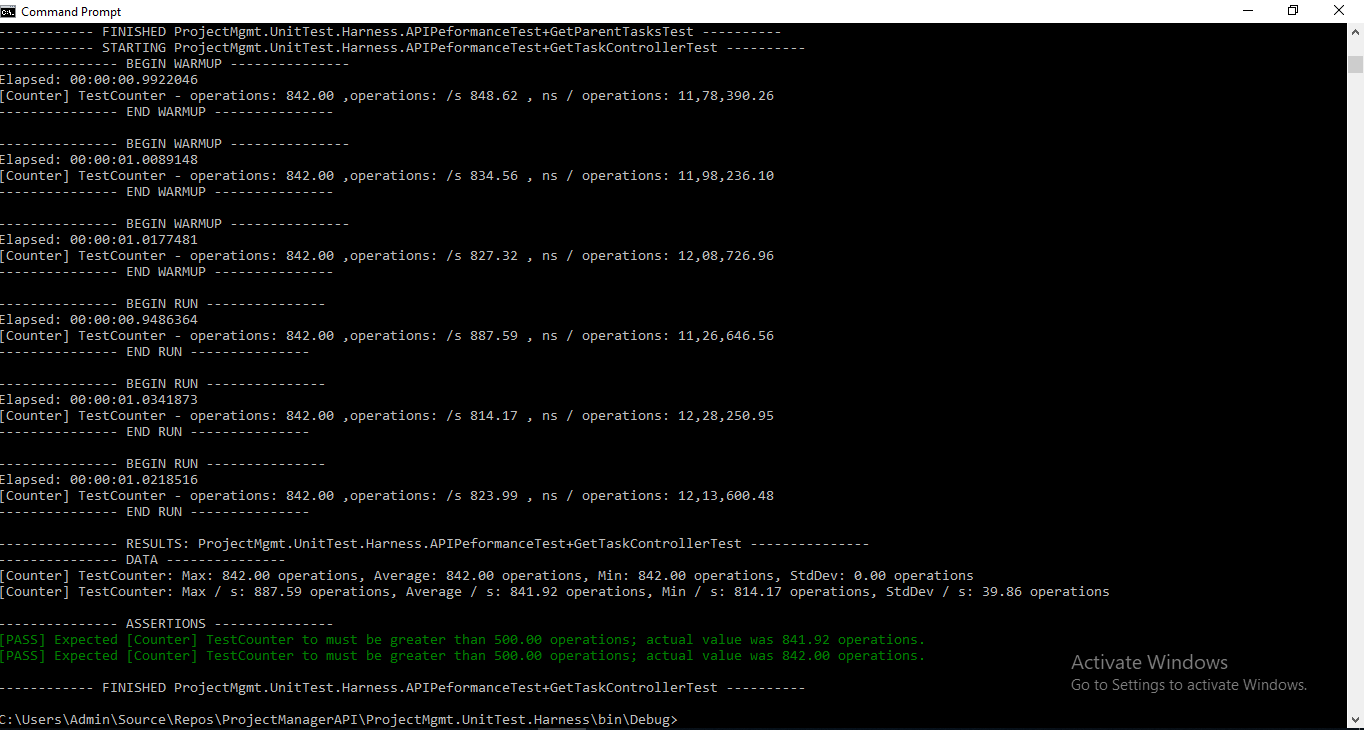 Command Prompt
------------ FINISHED ProjectMgmt.UnitTest.Harness.APIPeformanceTest+GetParentTasksTest ----------
------------ STARTING ProjectMgmt.UnitTest.Harness.APIPeformanceTest+GetTaskControllerTest ----------
--------------- BEGIN WARMUP ---------------
Elapsed: 00:00:00.9922046
[Counter] TestCounter - operations: 842.00 ,operations: /s 848.62 , ns / operations: 11,78,390.26
--------------- END WARMUP ---------------
--------------- BEGIN WARMUP ---------------
Elapsed: 00:00:01.0089148
[Counter] TestCounter - operations: 842.00 ,operations: /s 834.56 , ns / operations: 11,98,236.10
--------------- END WARMUP ---------------
--------------- BEGIN WARMUP ---------------
Elapsed: 00:00:01.0177481
[Counter] TestCounter - operations: 842.00 ,operations: /s 827.32 , ns / operations: 12,08,726.96
--------------- END WARMUP ---------------
--------------- BEGIN RUN ---------------
Elapsed: 00:00:00.9486364
[Counter] TestCounter - operations: 842.00 ,operations: /s 887.59 , ns / operations: 11,26,646.56
--------------- END RUN ---------------
--------------- BEGIN RUN ---------------
Elapsed: 00:00:01.0341873
[Counter] TestCounter - operations: 842.00 ,operations: /s 814.17 , ns / operations: 12,28,250.95
--------------- END RUN ---------------
--------------- BEGIN RUN ---------------
Elapsed: 00:00:01.0218516
[Counter] TestCounter - operations: 842.00 ,operations: /s 823.99 , ns / operations: 12,13,600.48
--------------- END RUN ---------------
--------------- RESULTS: ProjectMgmt.UnitTest.Harness.APIPeformanceTest+GetTaskControllerTest ---------------
--------------- DATA ---------------
[Counter] TestCounter: Max: 842.00 operations, Average: 842.00 operations, Min: 842.00 operations, StdDev: 0.00 operations
[Counter] TestCounter: Max / s: 887.59 operations, Average / s: 841.92 operations, Min / s: 814.17 operations, StdDev / s: 39.86 operations
--------------- ASSERTIONS ---------------
[PASS] Expected [Counter] TestCounter to must be greater than 500.00 operations; actual value was 841.92 operations.
[PASS] Expected [Counter] TestCounter to must be greater than 500.00 operations; actual value was 842.00 operations.
------------ FINISHED ProjectMgmt.UnitTest.Harness.APIPeformanceTest+GetTaskControllerTest ----------
C:\Users\Admin\Source\Repos\ProjectManagerAPI\ProjectMgmt.UnitTest.Harness\bin\Debug>
Activate Windows
Go to Settings to activate Windows.